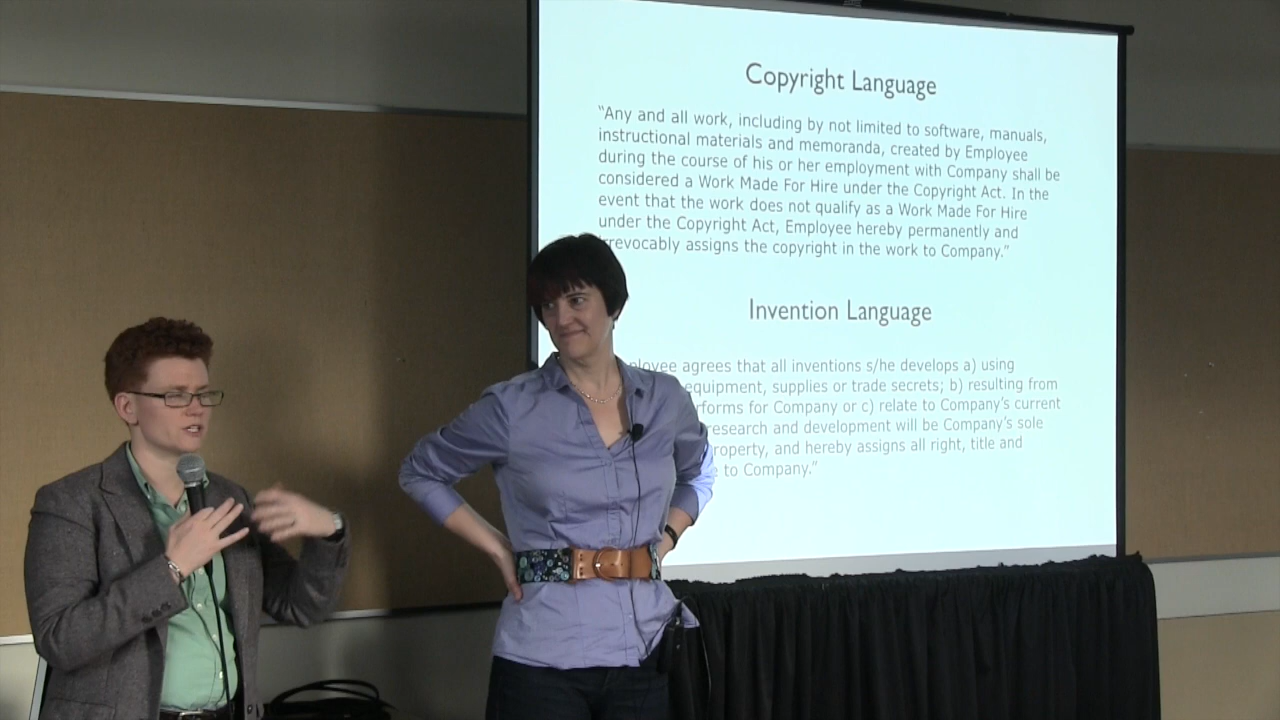 Copyright Language
“Any and all work, including by not limited to software, manuals,
instructional materials and memoranda, created by Employee
during the course of his or her employment with Company shall be
considered a Work Made For Hire under the Copyright Act. In the
event that the work does not qualify as a Work Made For Hire
under the Copyright Act, Employee hereby permanently and
irrevocably assigns the copyright in the work to Company.”
Invention Language
agrees that all inventions s/he develops a) using
equipment, supplies or trade secrets; b) resulting from
for Company or c) relate to Company’s current
research and development will be Company’s sole
and hereby assigns all right, title and
to Company.”